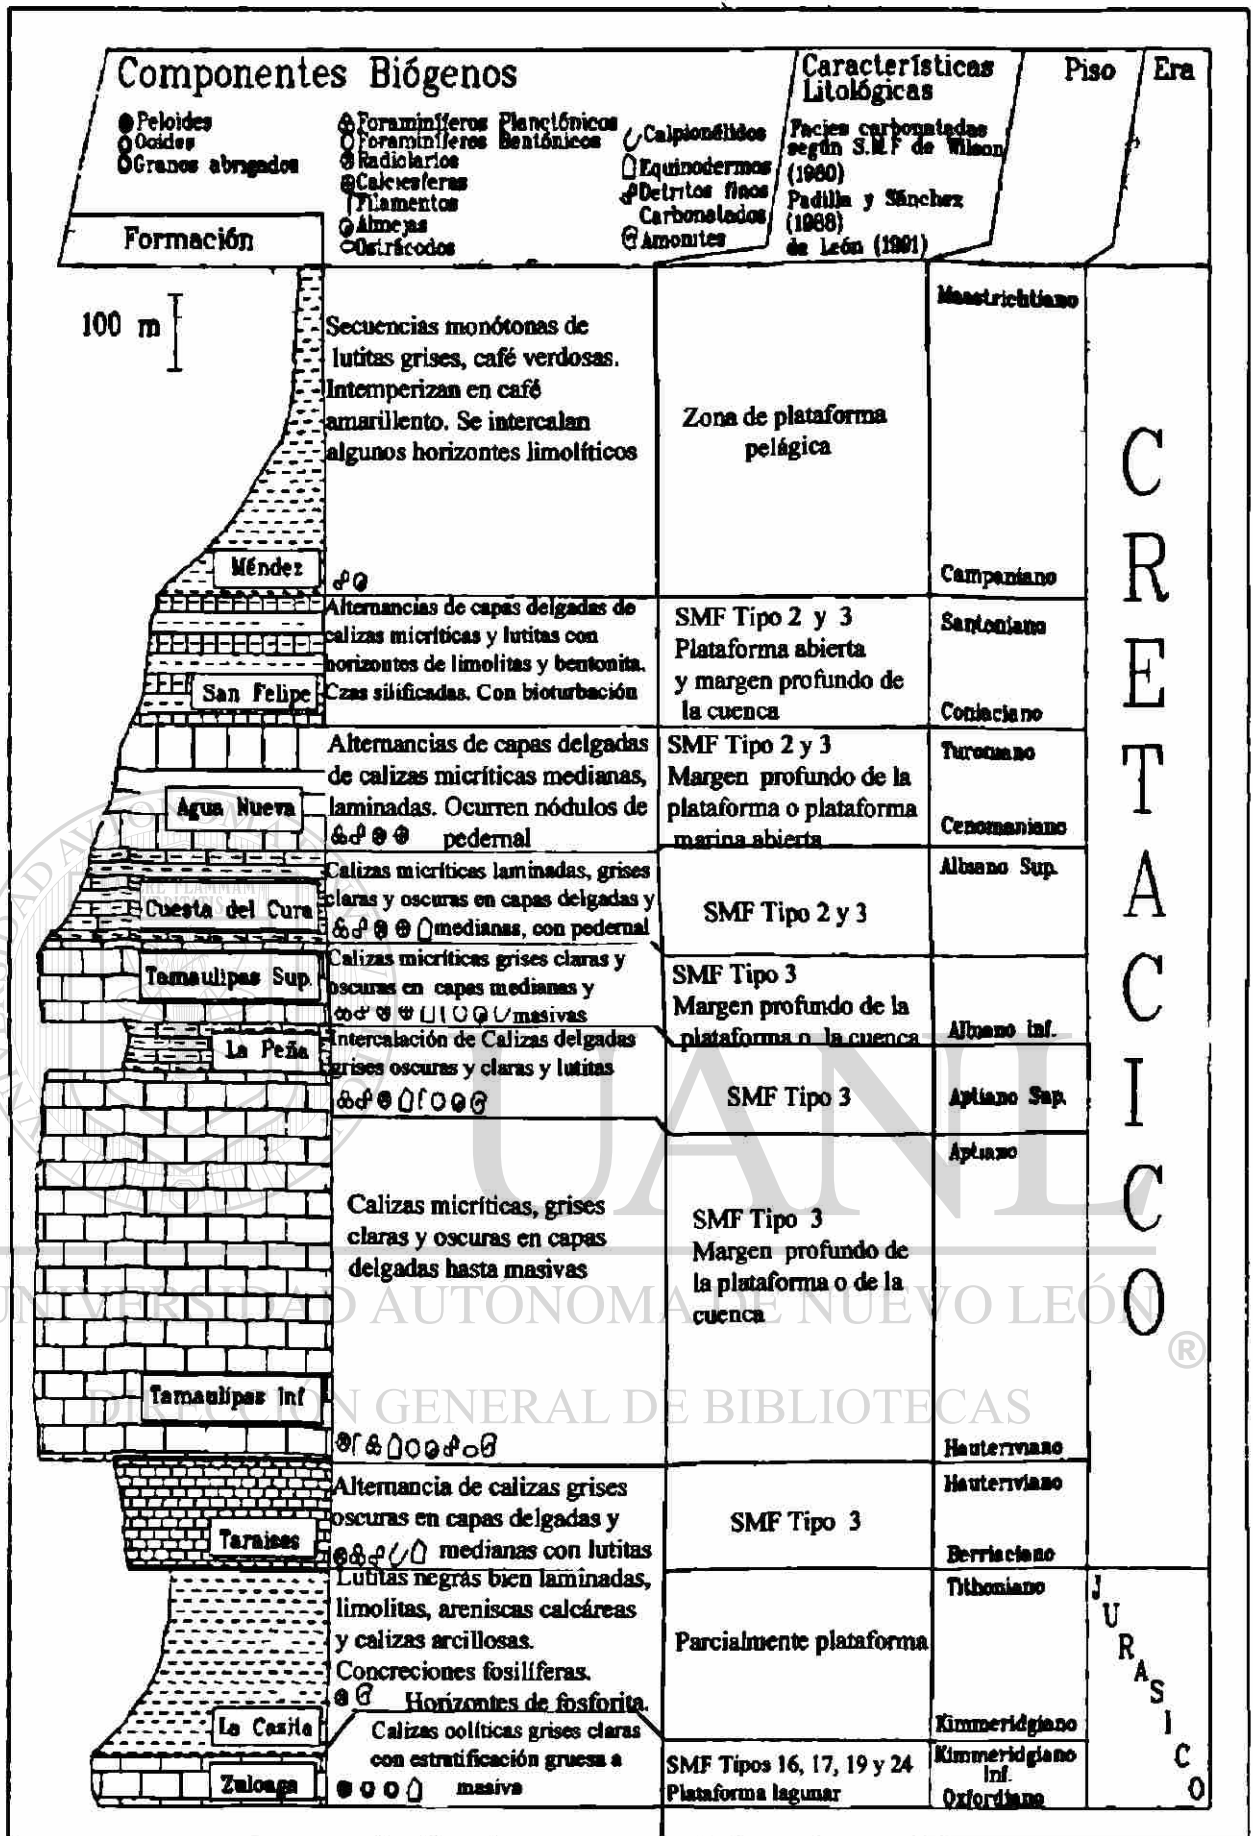 Componentes Biógenos
Peloides
Ooides
Granos abrigados
Foraminíferos Planctónicos
Foraminíferos Bentónicos
Radiolarios
Calciesferas
Filamentos
Almejas
Ostrácodos
Calpionélidos
Equinodermos
Detritos finos
Carbonatados
Amonites
Características
Litológicas
Facies carbonatadas
según S.M.F de Wilson
(1980)
Padilla y Sánchez
(1988)
de León (1991)
Piso
Era
Formación
100 m
Secuencias monótonas de
lutitas grises, café verdosas.
Intemperizan en café
amarillento. Se intercalan
algunos horizontes limolíticos
Méndez
Zona de plataforma
pelágica
Maastrichtiano
Campaniano
Alternancias de capas delgadas de
calizas micríticas y lutitas con
horizontes de limolitas y bentonita.
Czas silificadas. Con bioturbación
San Felipe
SMF Tipo 2 y 3
Plataforma abierta
y margen profundo de
la cuenca
Santoniano
Coniaciano
Alternancias de capas delgadas
de calizas micríticas medianas,
laminadas. Ocurren nódulos de
pedernal
Agua Nueva
SMF Tipo 2 y 3
Margen profundo de la
plataforma o plataforma
marina abierta
Turoniano
Cenomaniano
Calizas micríticas laminadas, grises
claras y oscuras en capas delgadas y
medianas, con pedernal
Cuesta del Cura
SMF Tipo 2 y 3
Albiano Sup.
Calizas micríticas grises claras y
oscuras en capas medianas y
masivas
Tamaulipas Sup.
SMF Tipo 3
Margen profundo de la
plataforma o la cuenca
Albiano inf.
Intercalación de Calizas delgadas
grises oscuras y claras y lutitas
La Peña
SMF Tipo 3
Aptiano Sup.
Calizas micríticas, grises
claras y oscuras en capas
delgadas hasta masivas
Tamaulipas Inf
SMF Tipo 3
Margen profundo de
la plataforma o de la
cuenca
Aptiano
Hauteriviano
Alternancia de calizas grises
oscuras en capas delgadas y
medianas con lutitas
Taraises
SMF Tipo 3
Hauteriviano
Berriaciano
CRETACICO
Lutitas negras bien laminadas,
limolitas, areniscas calcáreas
y calizas arcillosas.
Concreciones fosilíferas.
Horizontes de fosforita.
La Casita
Parcialmente plataforma
Tithoniano
Kimmeridgiano
Calizas oolíticas grises claras
con estratificación gruesa a
masiva
Zuloaga
SMF Tipos 16, 17, 19 y 24
Plataforma lagunar
Kimmeridgiano
Inf.
Oxfordiano
JURASICO
UANL
UNIVERSIDAD AUTONOMA DE NUEVO LEÓN
®
DIRECCIÓN GENERAL DE BIBLIOTECAS